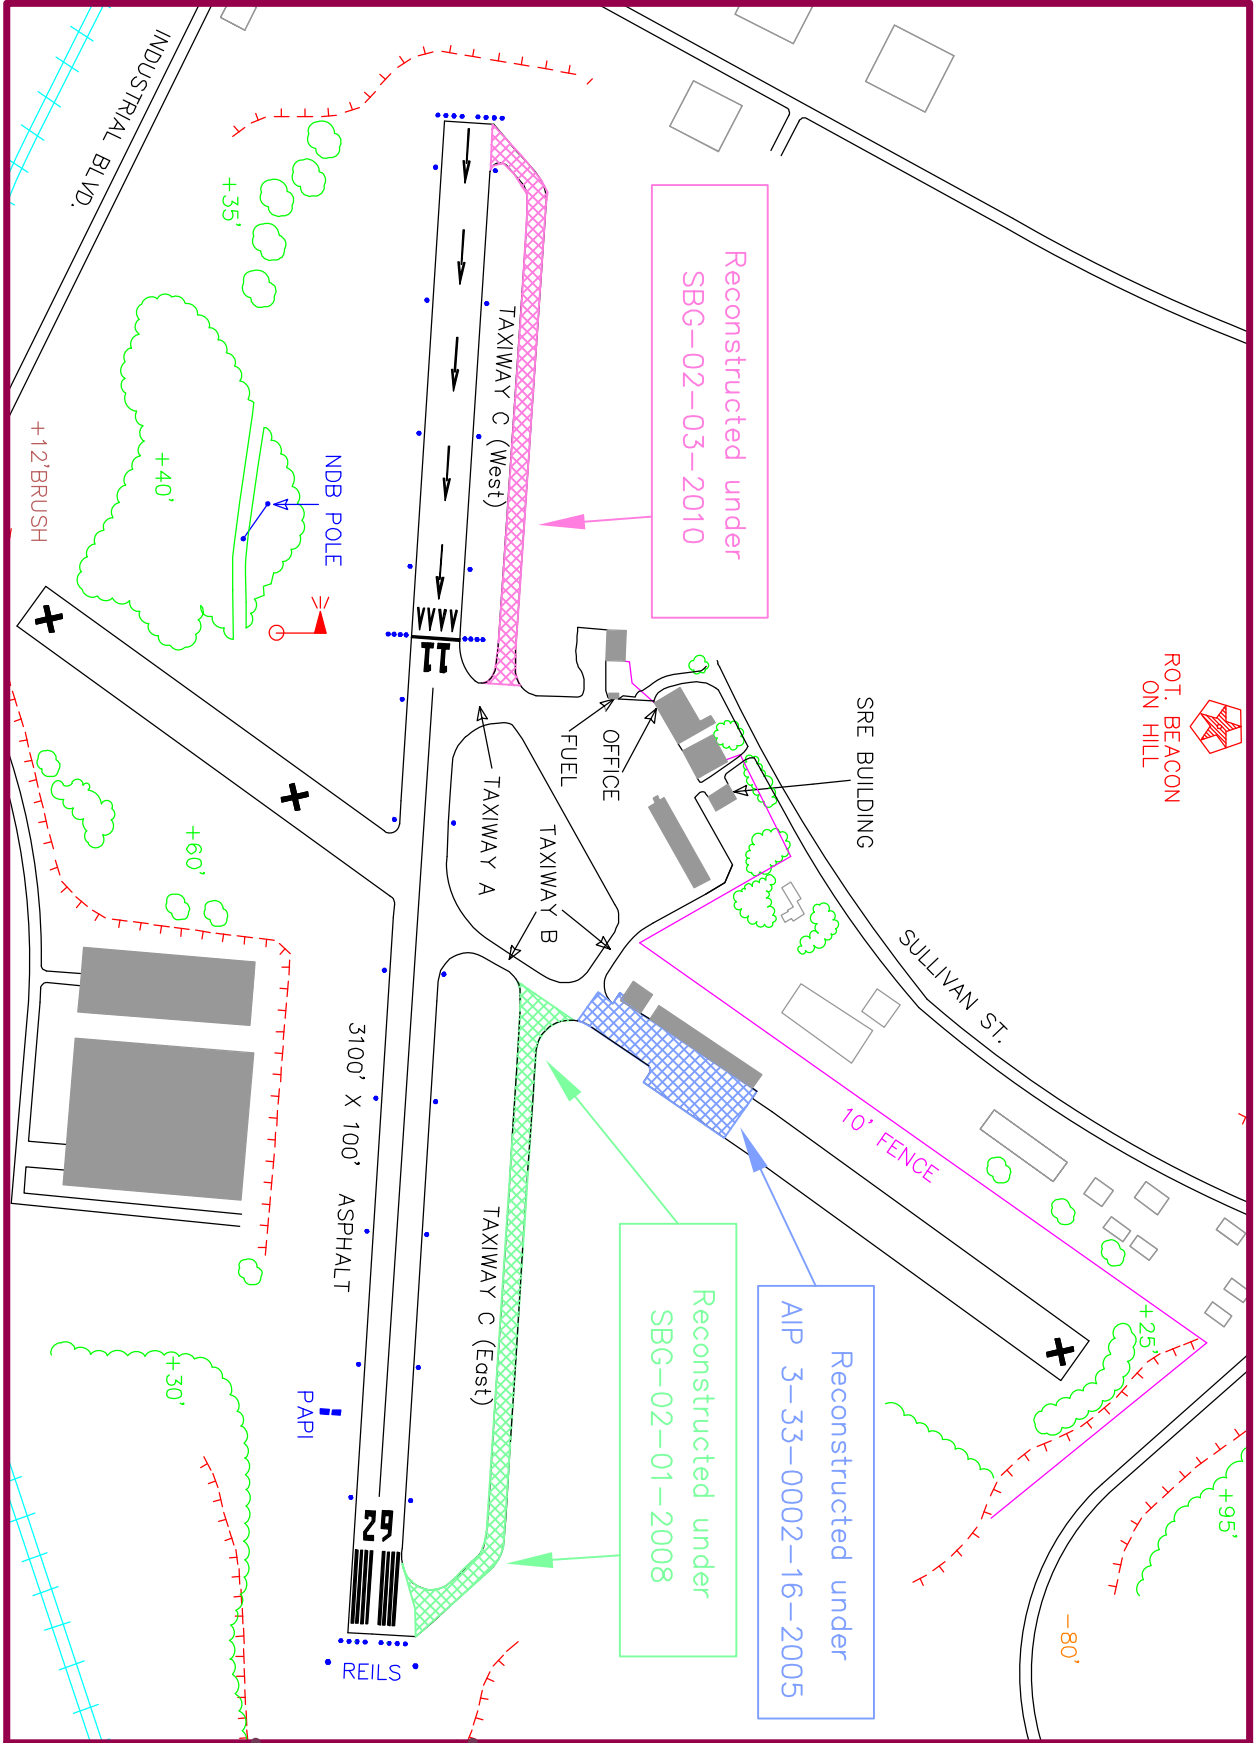 INDUSTRIAL BLVD.
+35'
+40'
+12'BRUSH
NDB POLE
TAXIWAY C (West)
Reconstructed under
SBG-02-03-2010
ROT. BEACON
ON HILL
SRE BUILDING
OFFICE
FUEL
TAXIWAY A
TAXIWAY B
11
+60'
SULLIVAN ST.
10' FENCE
3100' X 100' ASPHALT
TAXIWAY C (East)
Reconstructed under
SBG-02-01-2008
Reconstructed under
AIP 3-33-0002-16-2005
+25'
+95'
-80'
+30'
PAPI
29
REILS